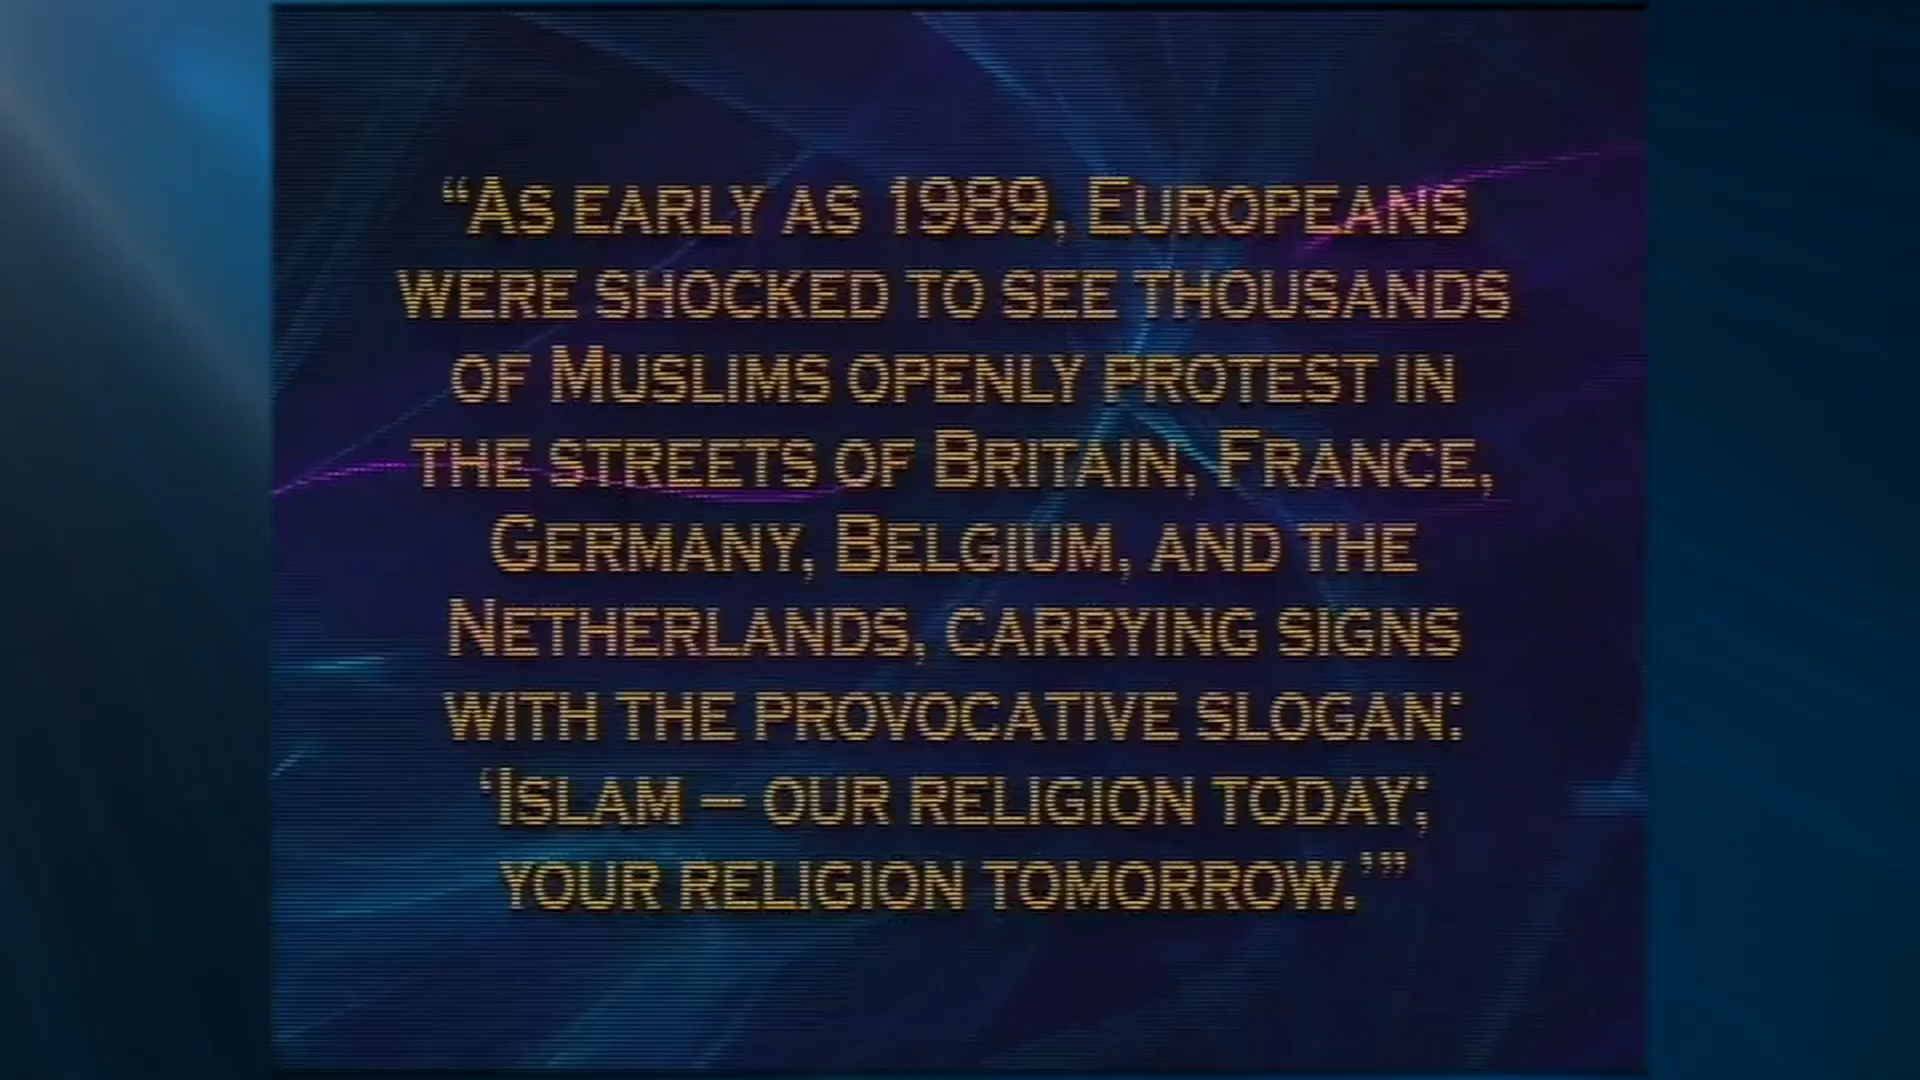 “As early as 1989, Europeans
were shocked to see thousands
of Muslims openly protest in
the streets of Britain, France,
Germany, Belgium, and the
Netherlands, carrying signs
with the provocative slogan:
‘Islam — our religion today;
your religion tomorrow.’”